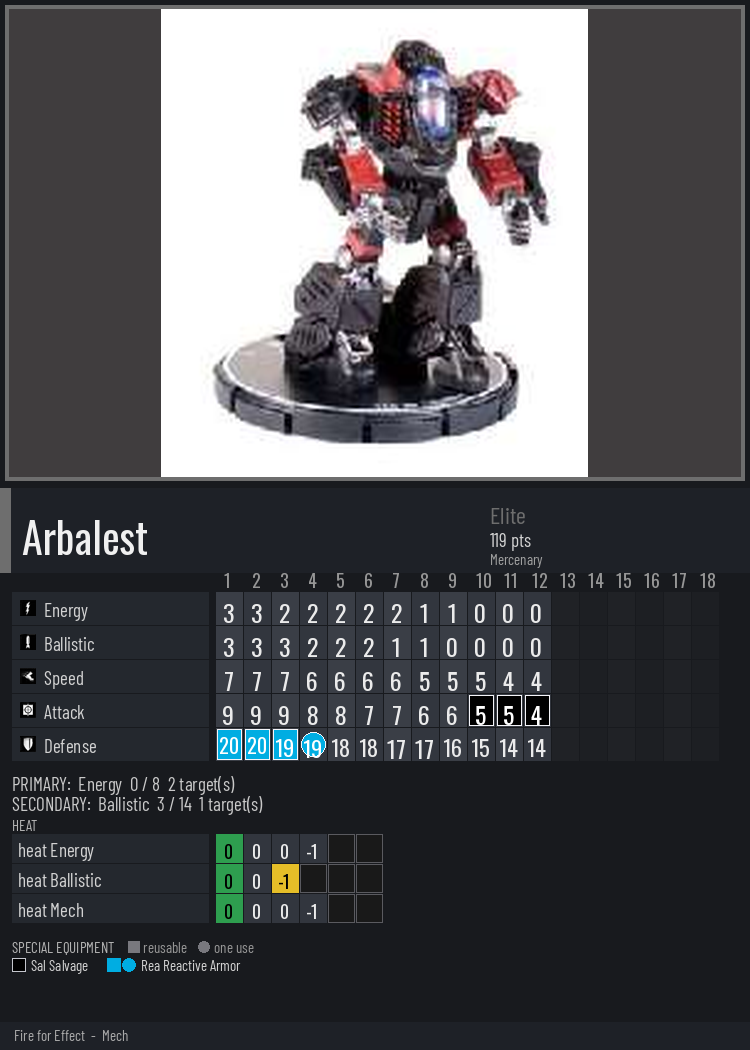 Arbalest
Elite
119 pts
Mercenary
1 2 3 4 5 6 7 8 9 10 11 12 13 14 15 16 17 18
Energy 3 3 2 2 2 2 2 1 1 0 0 0
Ballistic 3 3 3 2 2 2 1 1 0 0 0 0
Speed 7 7 7 6 6 6 6 5 5 5 4 4
Attack 9 9 9 8 8 7 7 6 6 5 5 4
Defense 20 20 19 19 18 18 17 17 16 15 14 14
PRIMARY: Energy 0 / 8 2 target(s)
SECONDARY: Ballistic 3 / 14 1 target(s)
HEAT
heat Energy 0 0 0 -1
heat Ballistic 0 0 -1
heat Mech 0 0 0 -1
SPECIAL EQUIPMENT reusable one use
Sal Salvage Rea Reactive Armor
Fire for Effect - Mech